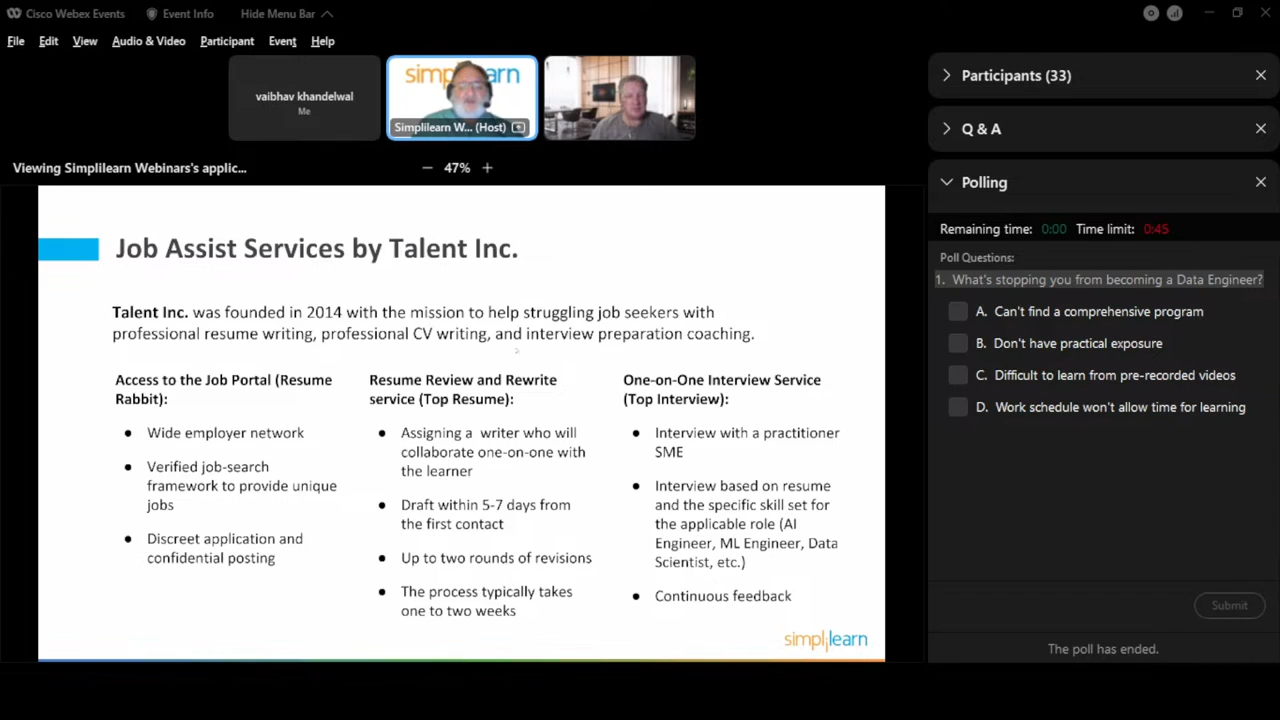 Cisco Webex Events
Event Info
Hide Menu Bar
File Edit View Audio & Video Participant Event Help
vaibhav khandelwal
Me
Simplilearn W... (Host)
Viewing Simplilearn Webinars's applic...
47%
Job Assist Services by Talent Inc.
Talent Inc. was founded in 2014 with the mission to help struggling job seekers with
professional resume writing, professional CV writing, and interview preparation coaching.
Access to the Job Portal (Resume
Rabbit):
Wide employer network
Verified job-search
framework to provide unique
jobs
Discreet application and
confidential posting
Resume Review and Rewrite
service (Top Resume):
Assigning a writer who will
collaborate one-on-one with
the learner
Draft within 5-7 days from
the first contact
Up to two rounds of revisions
The process typically takes
one to two weeks
One-on-One Interview Service
(Top Interview):
Interview with a practitioner
SME
Interview based on resume
and the specific skill set for
the applicable role (AI
Engineer, ML Engineer, Data
Scientist, etc.)
Continuous feedback
simplilearn
Participants (33)
Q & A
Polling
Remaining time: 0:00 Time limit: 0:45
Poll Questions:
1. What's stopping you from becoming a Data Engineer?
A. Can't find a comprehensive program
B. Don't have practical exposure
C. Difficult to learn from pre-recorded videos
D. Work schedule won't allow time for learning
Submit
The poll has ended.